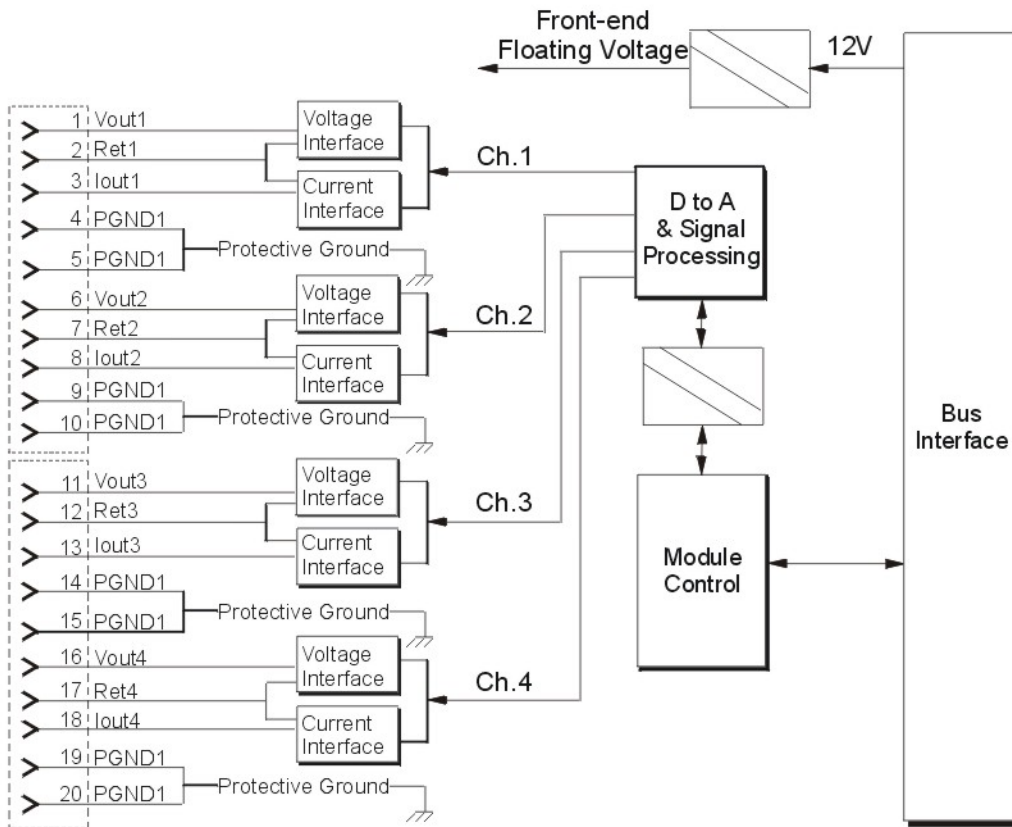 Front-end
Floating Voltage
12V
1 Vout1
2 Ret1
3 Iout1
4 PGND1
5 PGND1
Voltage
Interface
Current
Interface
Protective Ground
Ch.1
6 Vout2
7 Ret2
8 Iout2
9 PGND1
10 PGND1
Voltage
Interface
Current
Interface
Protective Ground
Ch.2
11 Vout3
12 Ret3
13 Iout3
14 PGND1
15 PGND1
Voltage
Interface
Current
Interface
Protective Ground
Ch.3
16 Vout4
17 Ret4
18 Iout4
19 PGND1
20 PGND1
Voltage
Interface
Current
Interface
Protective Ground
Ch.4
D to A
& Signal
Processing
Module
Control
Bus
Interface